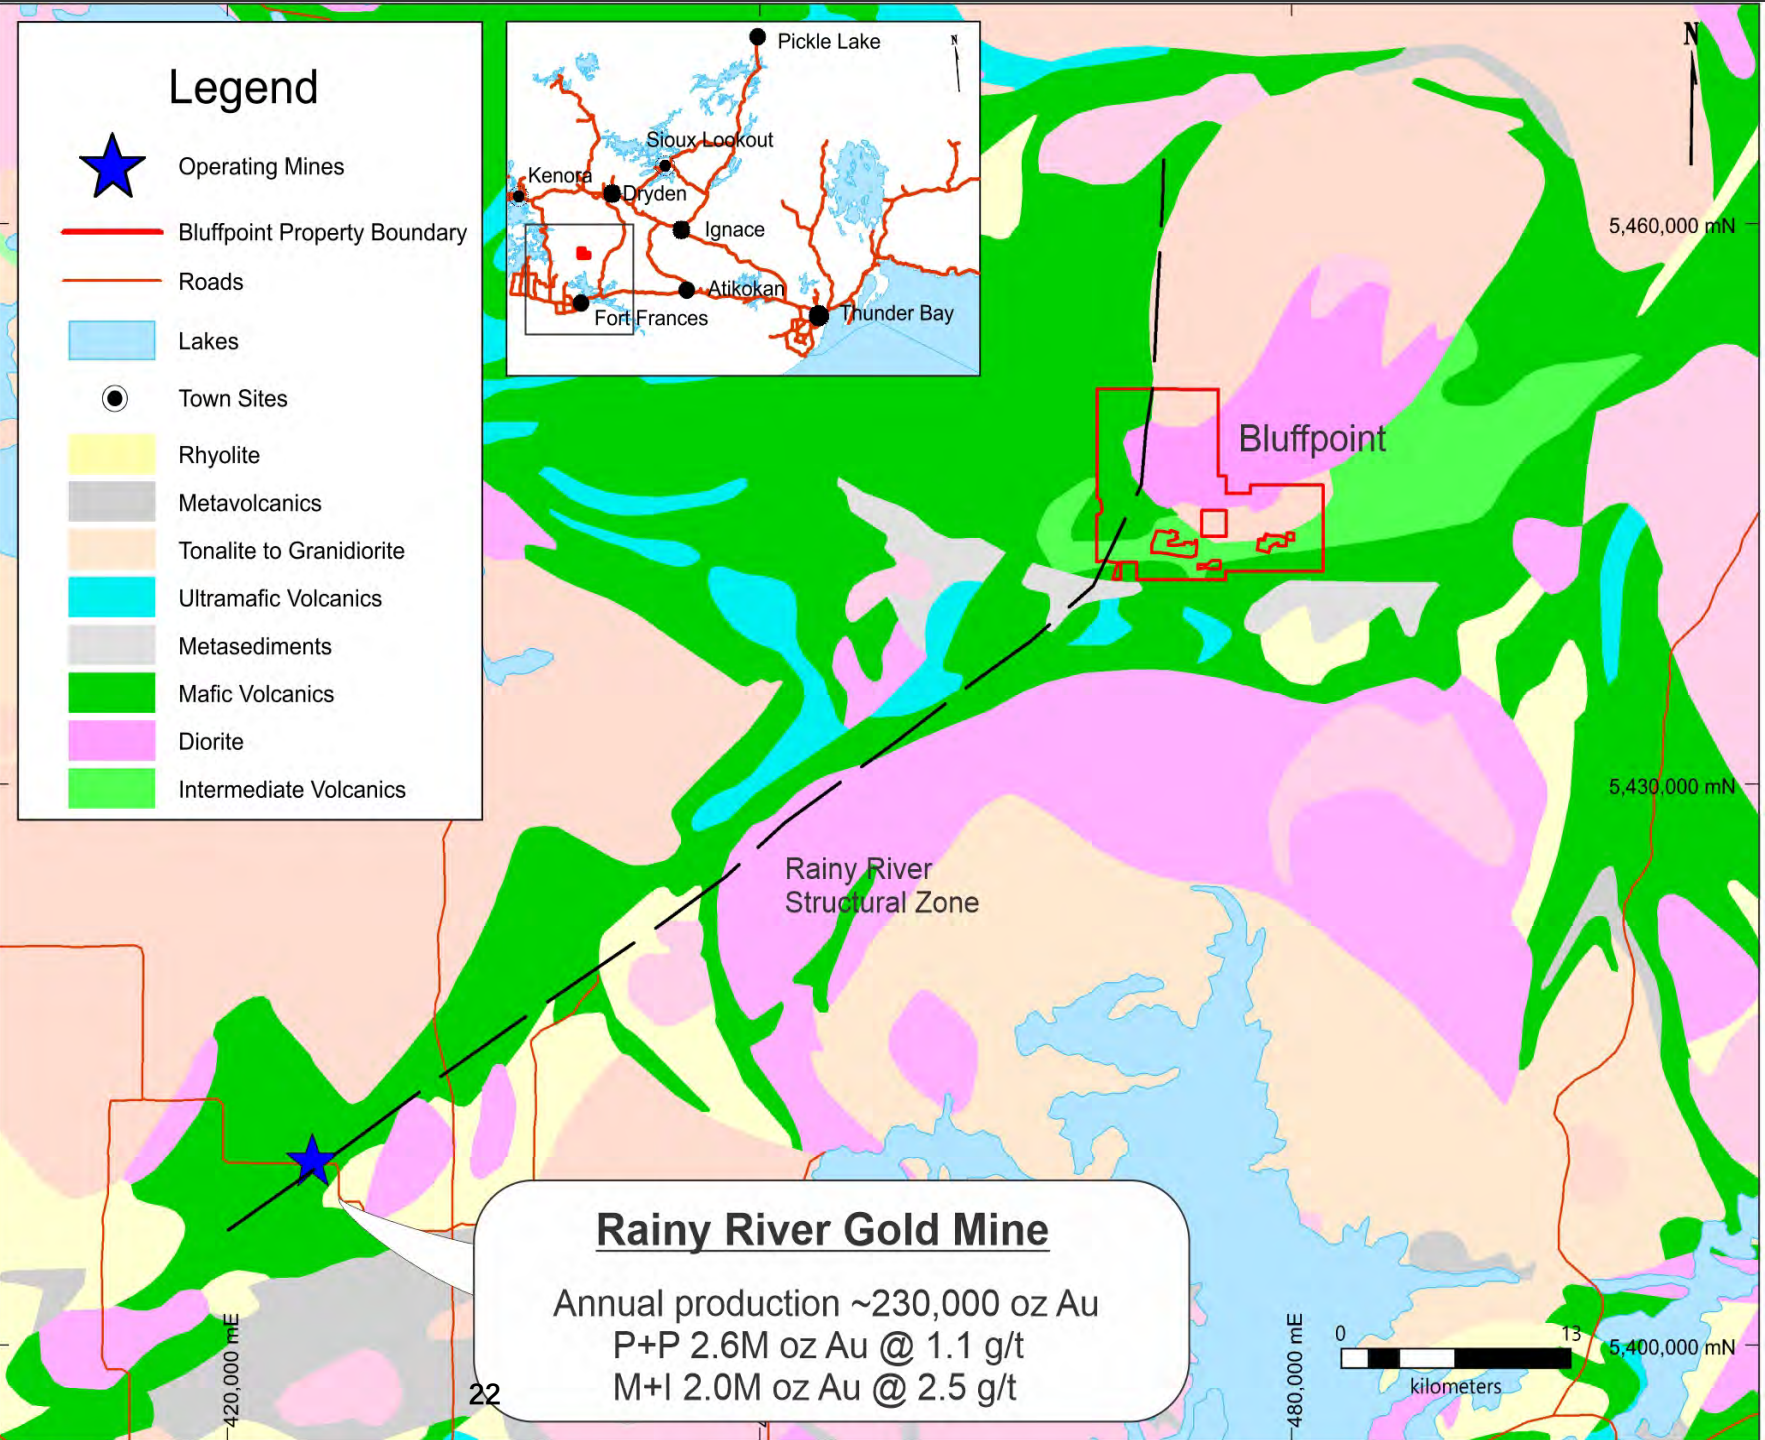 Legend
Operating Mines
Bluffpoint Property Boundary
Roads
Lakes
Town Sites
Rhyolite
Metavolcanics
Tonalite to Granidiorite
Ultramafic Volcanics
Metasediments
Mafic Volcanics
Diorite
Intermediate Volcanics
N
Pickle Lake
Sioux Lookout
Kenora
Dryden
Ignace
Atikokan
Fort Frances
Thunder Bay
N
5,460,000 mN
Bluffpoint
5,430,000 mN
Rainy River
Structural Zone
Rainy River Gold Mine
Annual production ~230,000 oz Au
P+P 2.6M oz Au @ 1.1 g/t
M+I 2.0M oz Au @ 2.5 g/t
22
420,000 mE
480,000 mE
0 13
kilometers
5,400,000 mN